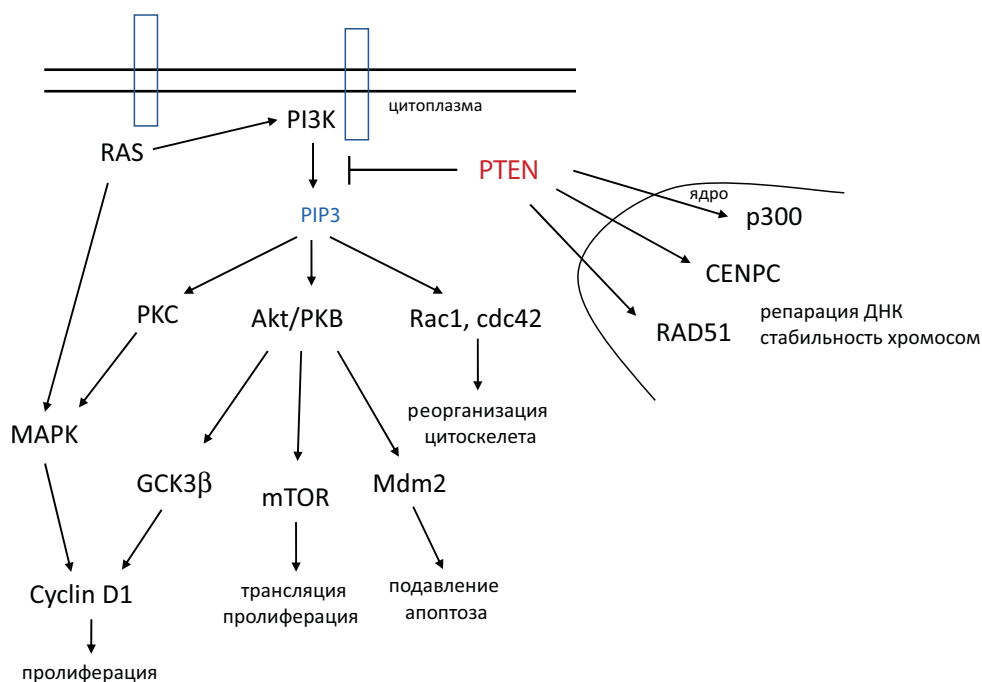 цитоплазма
PI3K
RAS
PTEN
ядро
PIP3
p300
CENPC
PKC
Akt/PKB
Rac1, cdc42
RAD51
репарация ДНК
стабильность хромосом
реорганизация
цитоскелета
MAPK
GCK3β
mTOR
Mdm2
Cyclin D1
трансляция
пролиферация
подавление
апоптоза
пролиферация